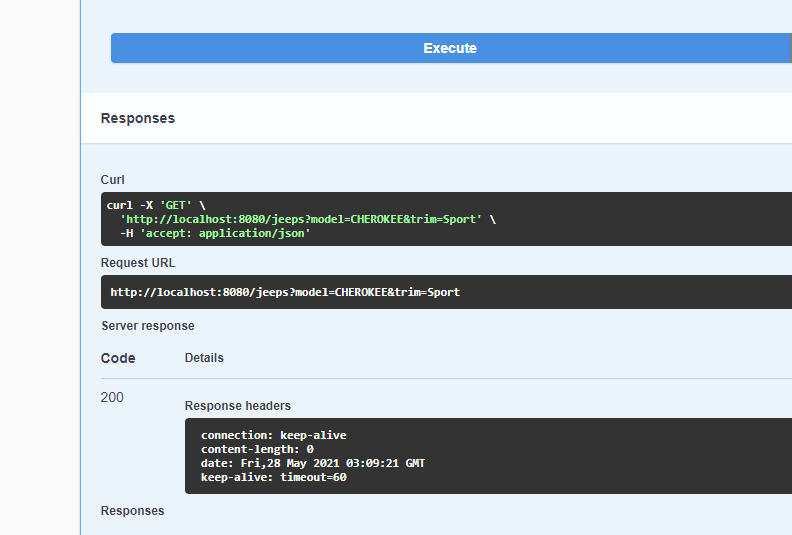 Execute
Responses
Curl
curl -X 'GET' \
'http://localhost:8080/jeeps?model=CHEROKEE&trim=Sport' \
-H 'accept: application/json'
Request URL
http://localhost:8080/jeeps?model=CHEROKEE&trim=Sport
Server response
Code Details
200
Response headers
connection: keep-alive
content-length: 0
date: Fri,28 May 2021 03:09:21 GMT
keep-alive: timeout=60
Responses